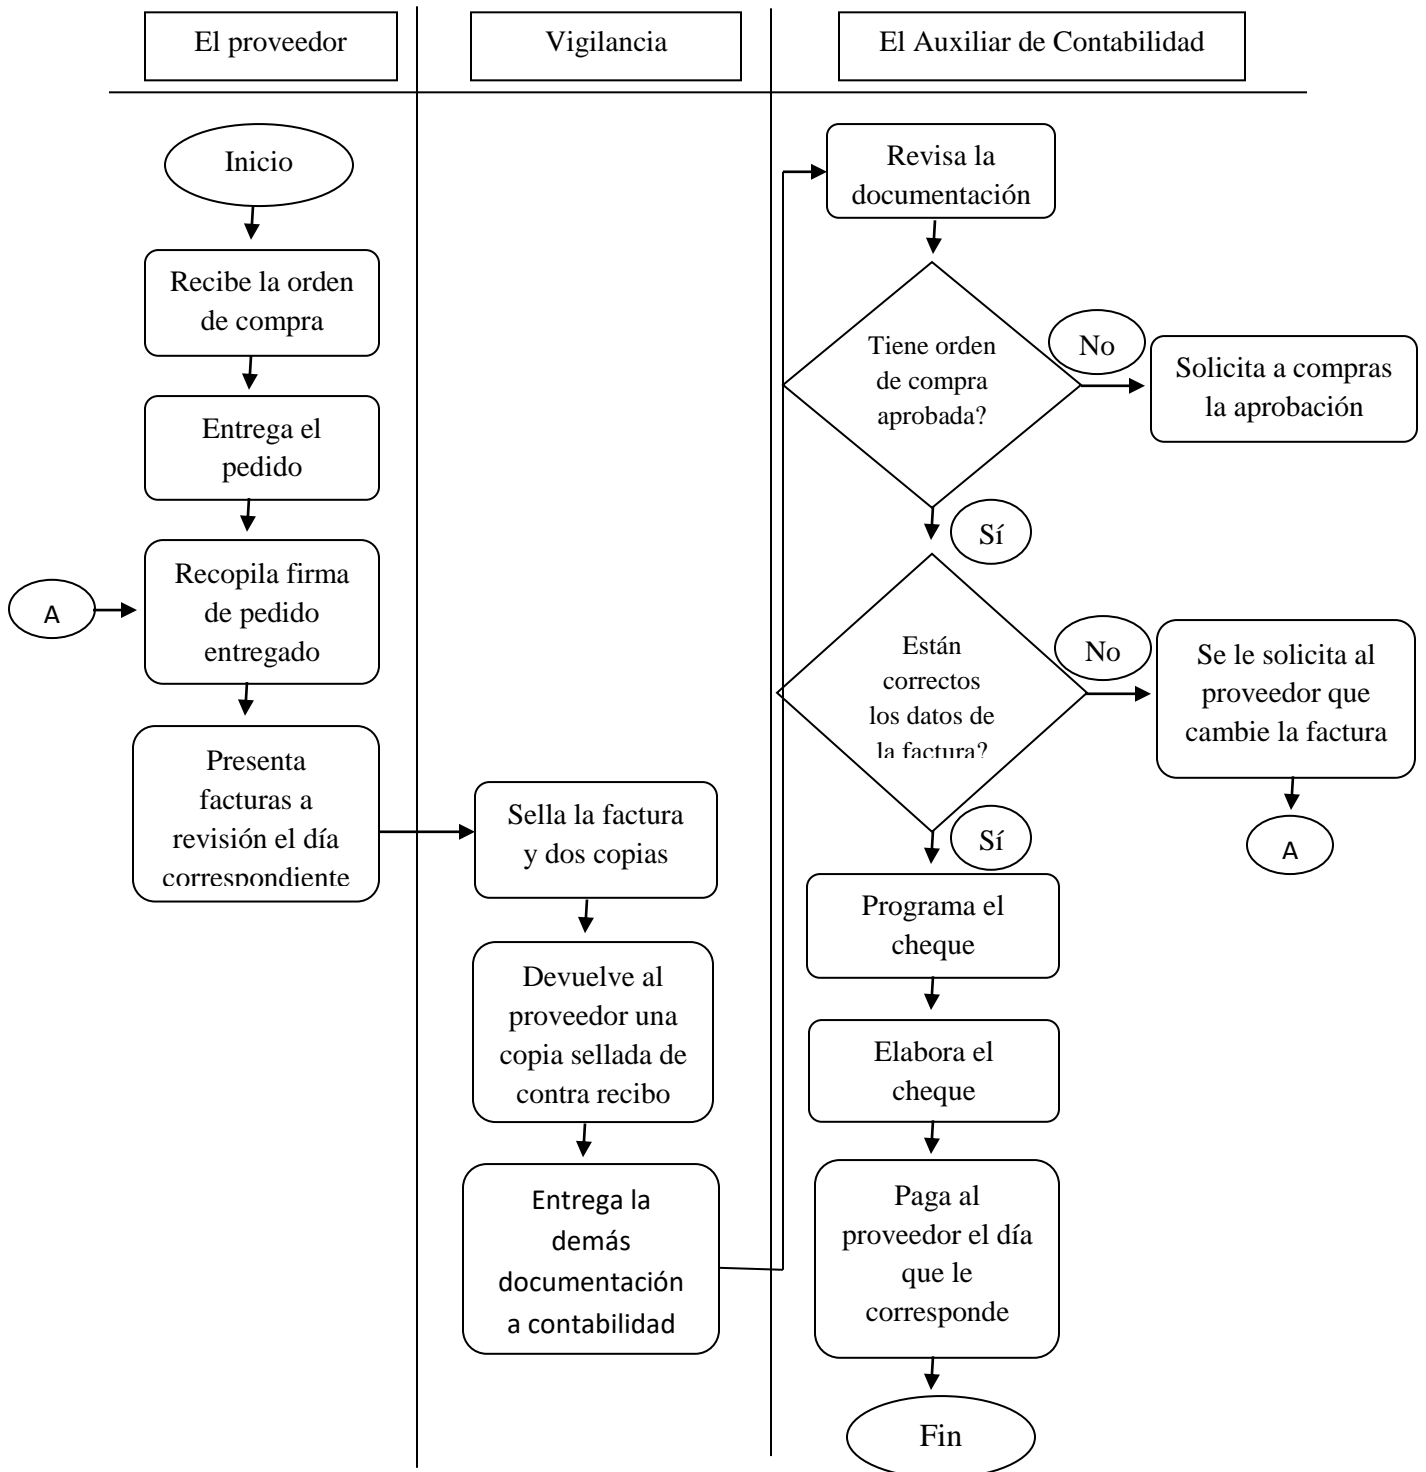 El proveedor
Vigilancia
El Auxiliar de Contabilidad
Inicio
Recibe la orden
de compra
Entrega el
pedido
A
Recopila firma
de pedido
entregado
Presenta
facturas a
revisión el día
correspondiente
Sella la factura
y dos copias
Devuelve al
proveedor una
copia sellada de
contra recibo
Entrega la
demás
documentación
a contabilidad
Revisa la
documentación
Tiene orden
de compra
aprobada?
No
Solicita a compras
la aprobación
Sí
Están
correctos
los datos de
la factura?
No
Se le solicita al
proveedor que
cambie la factura
A
Sí
Programa el
cheque
Elabora el
cheque
Paga al
proveedor el día
que le
corresponde
Fin